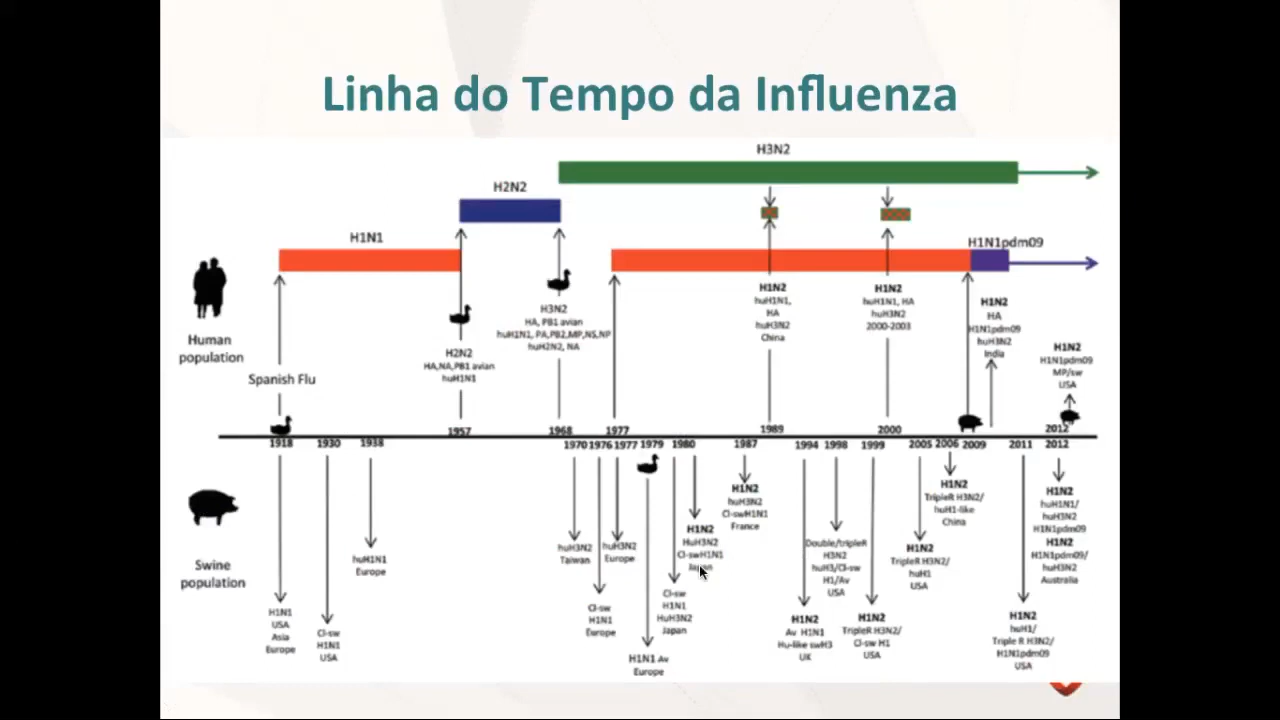 Linha do Tempo da Influenza
H3N2
H2N2
H1N1
H1N1pdm09
Human
population
Spanish Flu
H2N2
HA,NA,PB1 avian
huH1N1
H3N2
HA, PB1 avian
huH1N1, PA,PB2,MP,NS,NP
huH2N2, NA
H1N2
huH1N1,
HA
huH3N2
China
H1N2
huH1N1, HA
huH3N2
2000-2003
H1N2
HA
H1N1pdm09
huH3N2
India
H1N2
H1N1pdm09
MP/sw
USA
1957
1968
1977
1989
2000
2012
1918
1930
1938
1970
1976
1977
1979
1980
1987
1994
1998
1999
2005
2006
2009
2011
2012
Swine
population
H1N1
USA
Asia
Europe
Cl-sw
H1N1
USA
huH1N1
Europe
huH3N2
Taiwan
Cl-sw
H1N1
Europe
huH3N2
Europe
H1N1 Av
Europe
Cl-sw
H1N1
HuH3N2
Japan
H1N2
HuH3N2
Cl-swH1N1
Japan
H1N2
huH3N2
Cl-swH1N1
France
H1N2
Av H1N1
Hu-like swH3
UK
Double/tripleR
H3N2
huH3/Cl-sw
H1/Av
USA
H1N2
TripleR H3N2/
Cl-sw H1
USA
H1N2
TripleR H3N2/
huH1
USA
H1N2
TripleR H3N2/
huH1-like
China
H1N2
huH1/
Triple R H3N2/
H1N1pdm09
USA
H1N2
huH1N1/
huH3N2
H1N1pdm09
H1N2
H1N1pdm09/
huH3N2
Australia